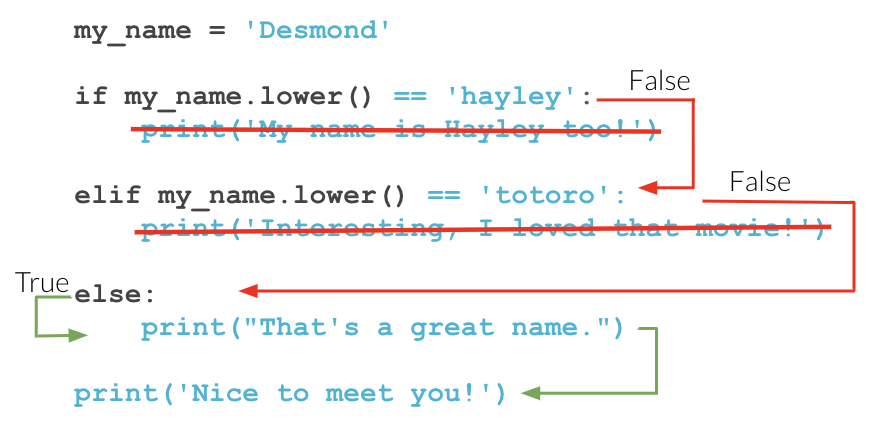 my_name = 'Desmond'
if my_name.lower() == 'hayley':
False
print('My name is Hayley too!')
elif my_name.lower() == 'totoro':
False
print('Interesting, I loved that movie!')
True
else:
print("That's a great name.")
print('Nice to meet you!')